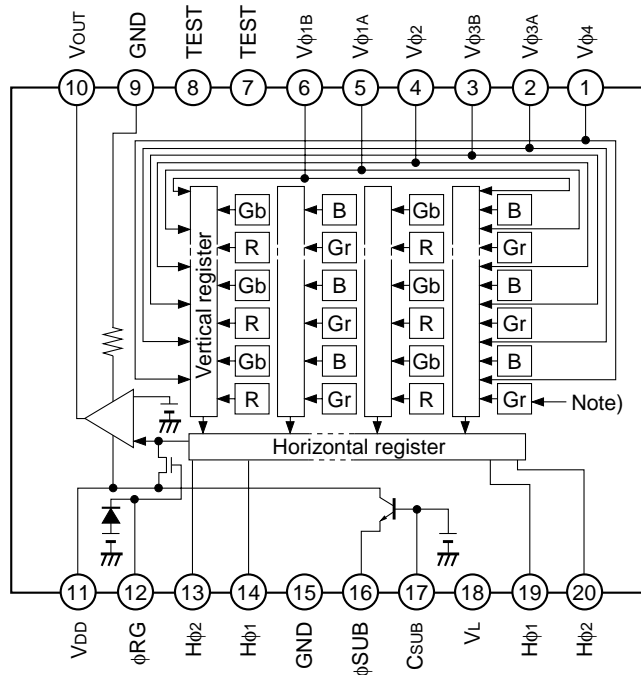 VOUT GND TEST TEST Vϕ1B Vϕ1A Vϕ2 Vϕ3B Vϕ3A Vϕ4
10 9 8 7 6 5 4 3 2 1
Gb B Gb B
R Gr R Gr
Gb B Gb B
R Gr R Gr
Gb B Gb B
R Gr R Gr
Vertical register
Note)
Horizontal register
11 12 13 14 15 16 17 18 19 20
VDD ϕRG Hϕ2 Hϕ1 GND ϕSUB CSUB VL Hϕ1 Hϕ2